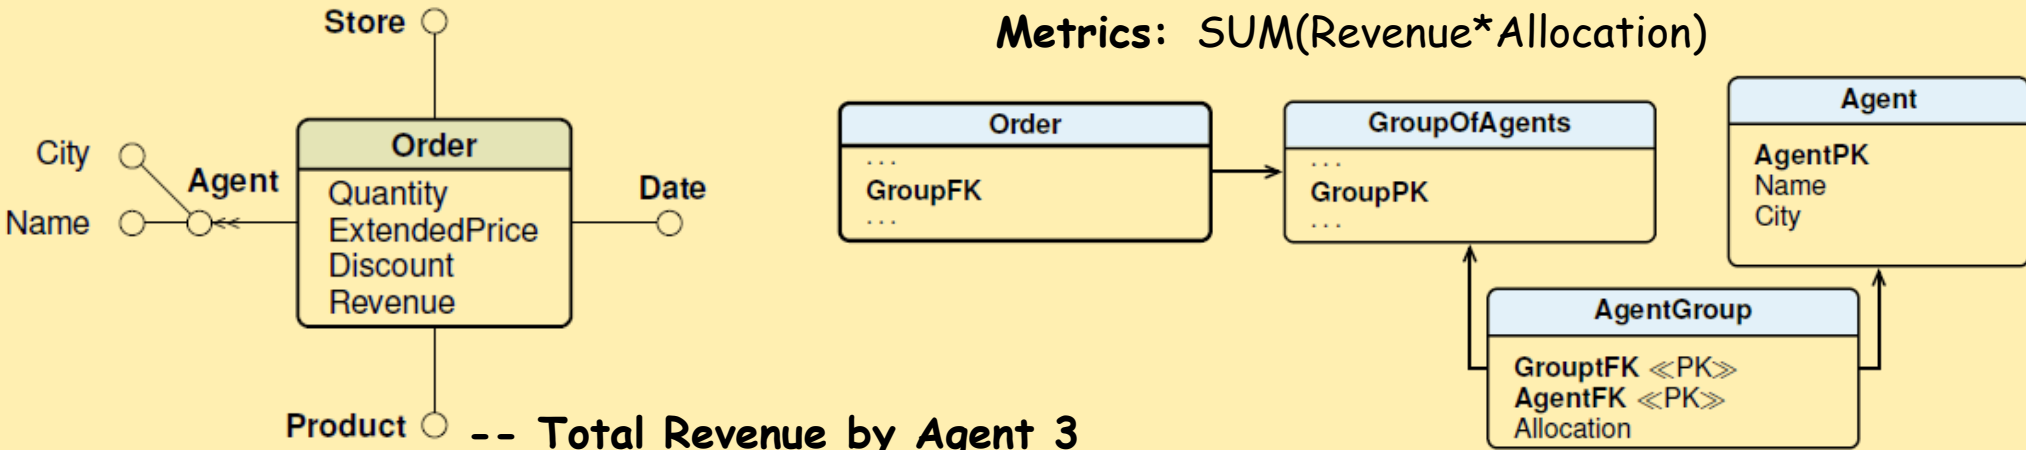 Store
City
Name
Agent
Order
Quantity
ExtendedPrice
Discount
Revenue
Date
Product
-- Total Revenue by Agent 3
Metrics: SUM(Revenue*Allocation)
Order
. . .
GroupFK
. . .
GroupOfAgents
. . .
GroupPK
. . .
Agent
AgentPK
Name
City
AgentGroup
GrouptFK ≪PK≫
AgentFK ≪PK≫
Allocation